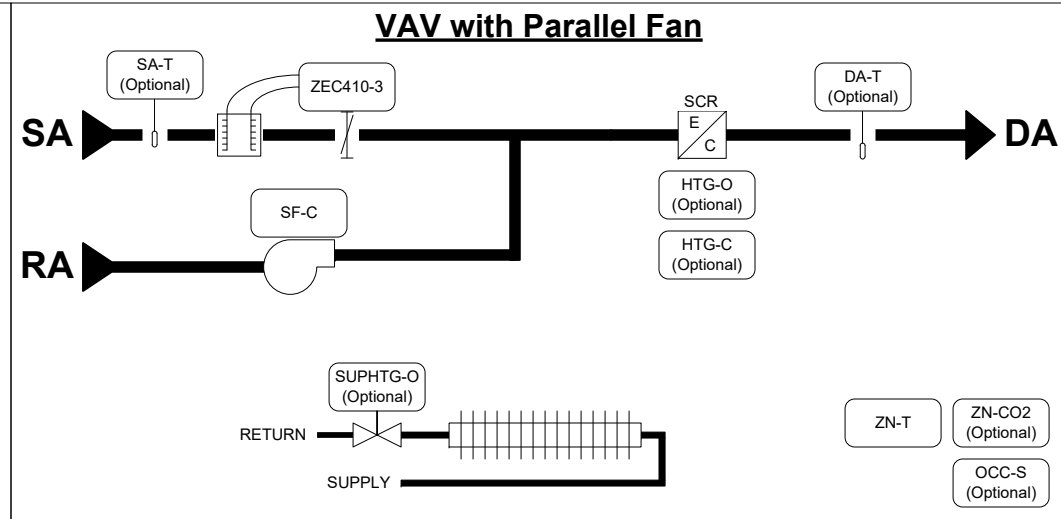 VAV with Parallel Fan
SA-T
(Optional)
ZEC410-3
DA-T
(Optional)
SCR
SA
E
C
DA
HTG-O
(Optional)
SF-C
HTG-C
(Optional)
RA
SUPHTG-O
(Optional)
RETURN
SUPPLY
ZN-T
ZN-CO2
(Optional)
OCC-S
(Optional)